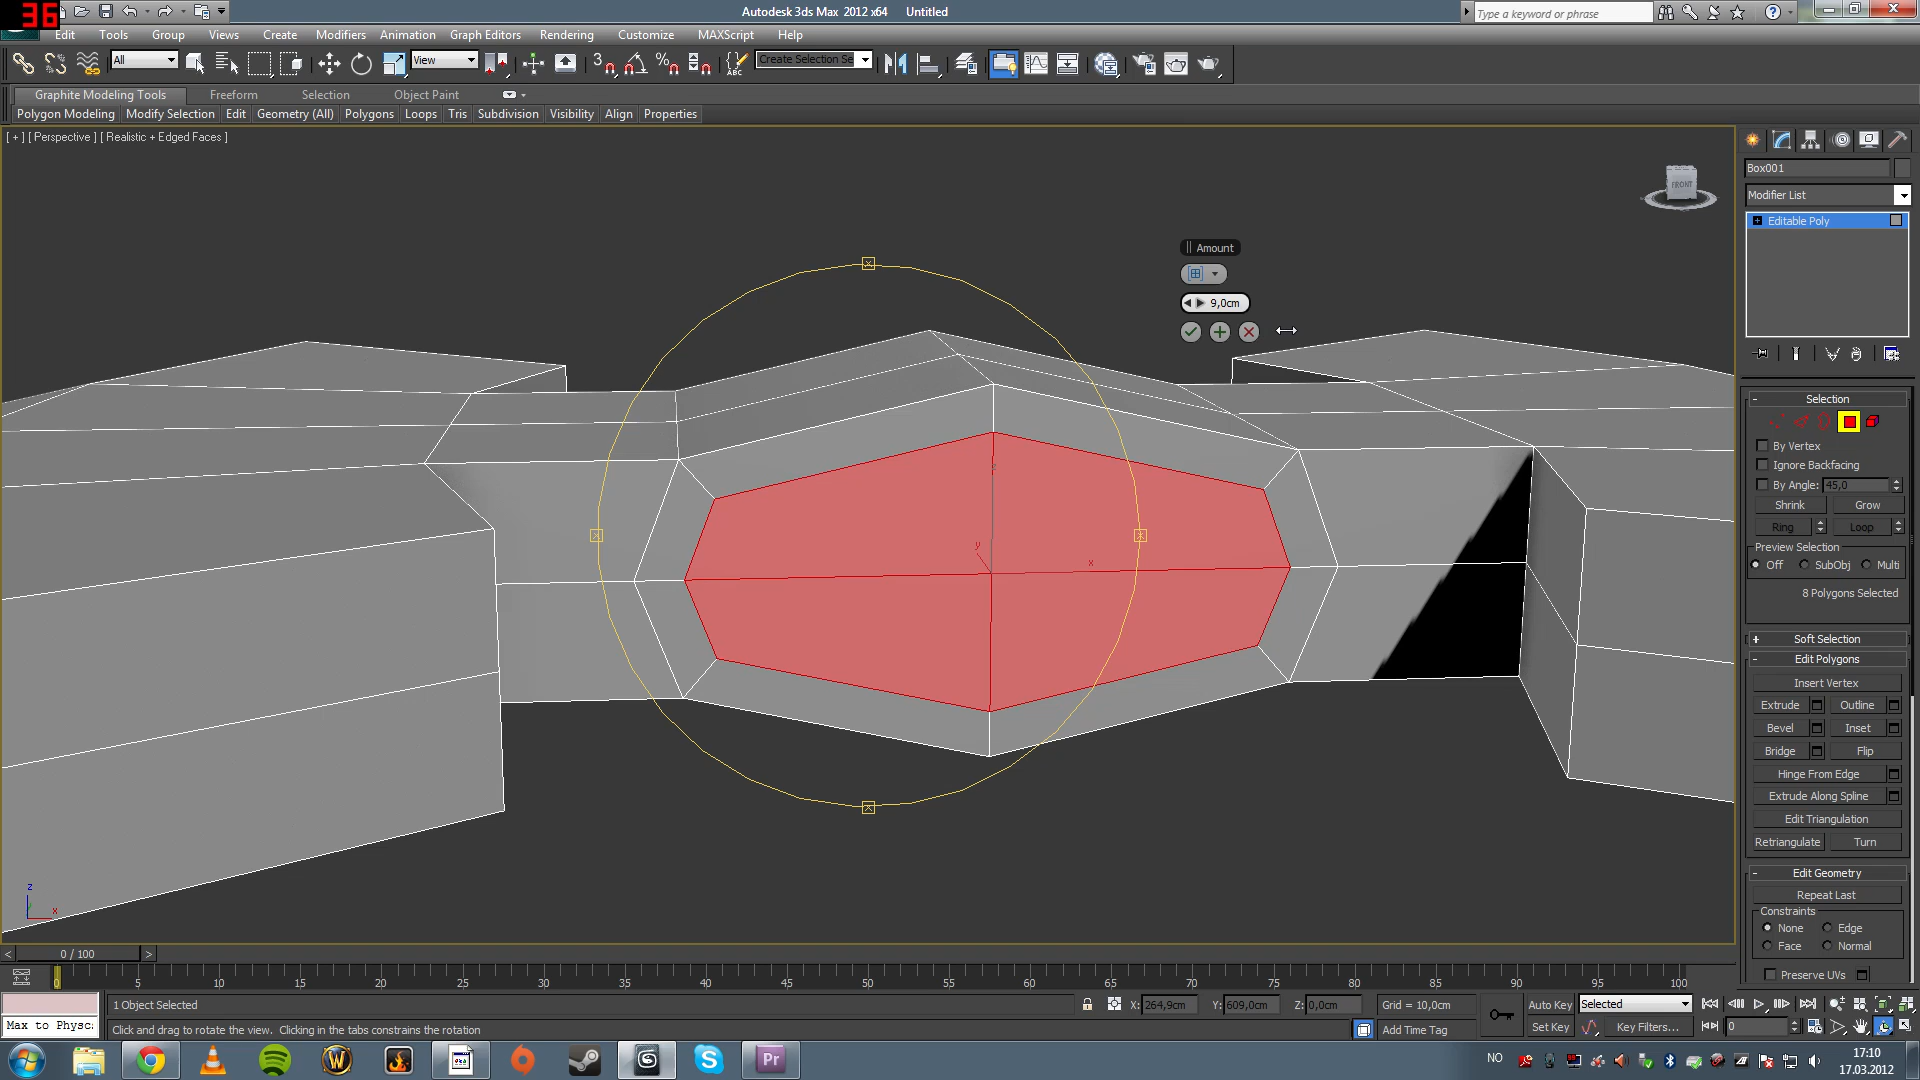 36
Autodesk 3ds Max 2012 x64 Untitled
Type a keyword or phrase
Edit Tools Group Views Create Modifiers Animation Graph Editors Rendering Customize MAXScript Help
All
View
3
ABC
Create Selection Se
Graphite Modeling Tools Freeform Selection Object Paint
Polygon Modeling Modify Selection Edit Geometry (All) Polygons Loops Tris Subdivision Visibility Align Properties
[ + ] [ Perspective ] [ Realistic + Edged Faces ]
FRONT
Amount
9,0cm
z
y
x
z
x
Box001
Modifier List
Editable Poly
Selection
By Vertex
Ignore Backfacing
By Angle: 45,0
Shrink Grow
Ring Loop
Preview Selection
Off SubObj Multi
8 Polygons Selected
Soft Selection
Edit Polygons
Insert Vertex
Extrude Outline
Bevel Inset
Bridge Flip
Hinge From Edge
Extrude Along Spline
Edit Triangulation
Retriangulate Turn
Edit Geometry
Repeat Last
Constraints
None Edge
Face Normal
Preserve UVs
< 0 / 100 >
0 5 10 15 20 25 30 35 40 45 50 55 60 65 70 75 80 85 90 95 100
1 Object Selected
X: 264,9cm Y: 609,0cm Z: 0,0cm
Grid = 10,0cm
Auto Key Selected
Max to Physc:
Click and drag to rotate the view. Clicking in the tabs constrains the rotation
Add Time Tag
Set Key Key Filters... 0
Pr
NO
17:10
17.03.2012